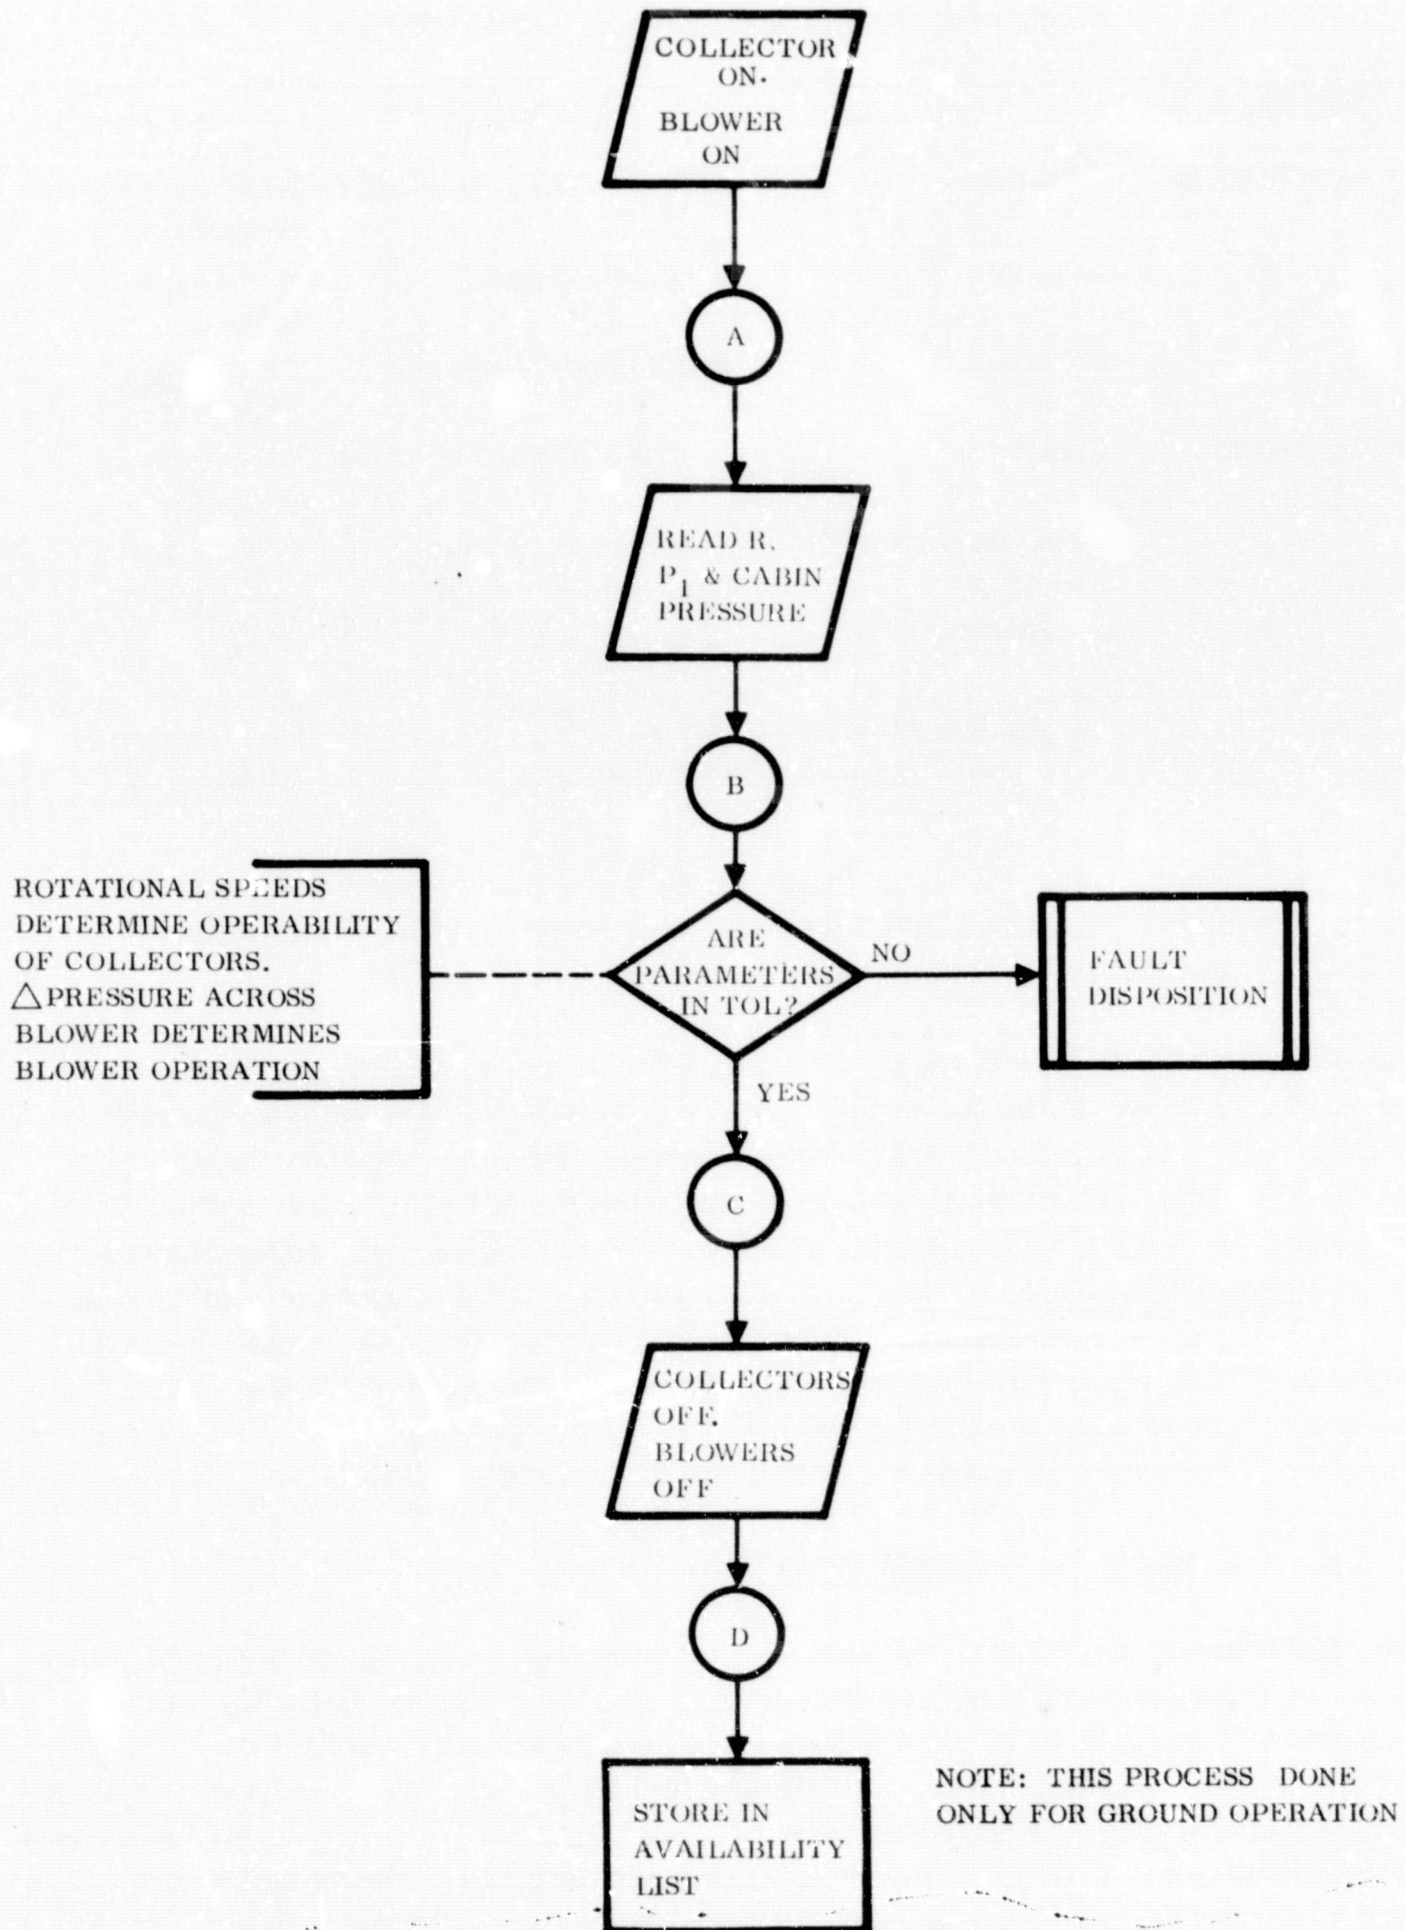 COLLECTOR
ON.
BLOWER
ON
A
READ R,
P1 & CABIN
PRESSURE
B
ROTATIONAL SPEEDS
DETERMINE OPERABILITY
OF COLLECTORS.
△PRESSURE ACROSS
BLOWER DETERMINES
BLOWER OPERATION
ARE
PARAMETERS
IN TOL?
NO
FAULT
DISPOSITION
YES
C
COLLECTORS
OFF.
BLOWERS
OFF
D
STORE IN
AVAILABILITY
LIST
NOTE: THIS PROCESS DONE
ONLY FOR GROUND OPERATION